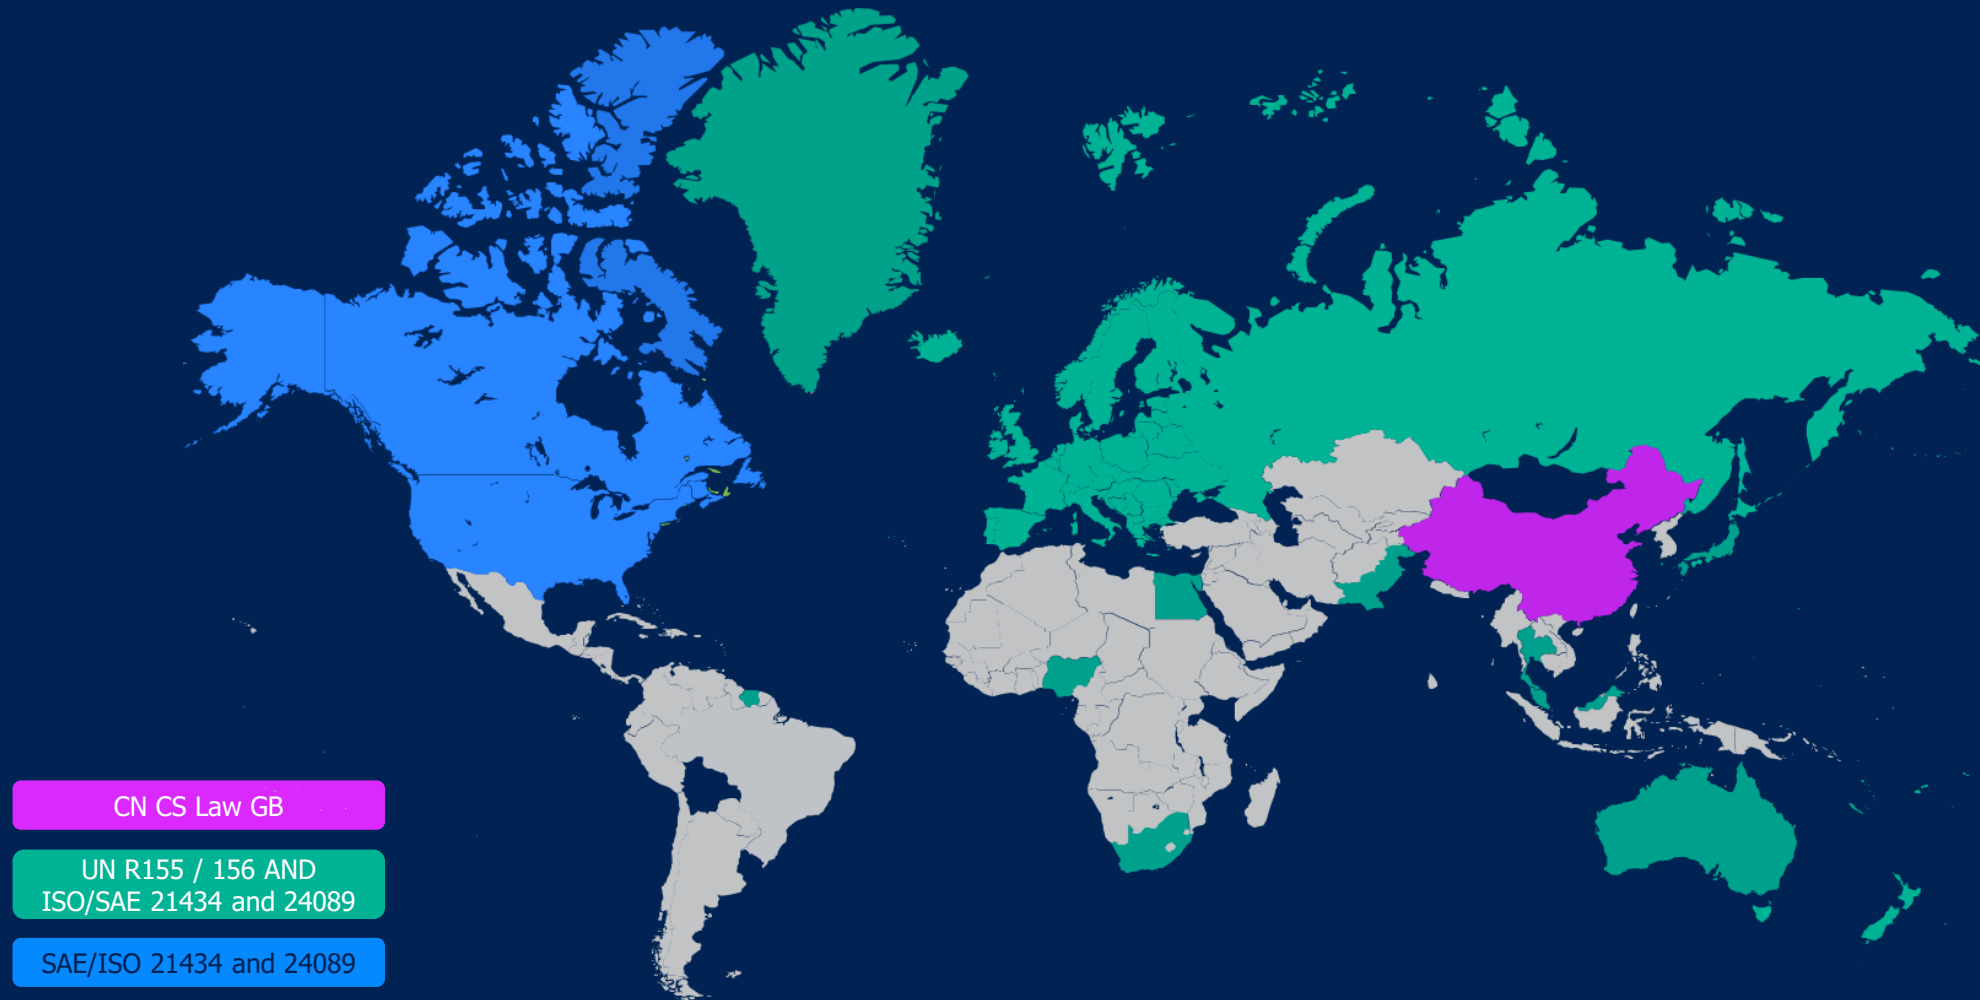 CN CS Law GB
UN R155 / 156 AND
ISO/SAE 21434 and 24089
SAE/ISO 21434 and 24089